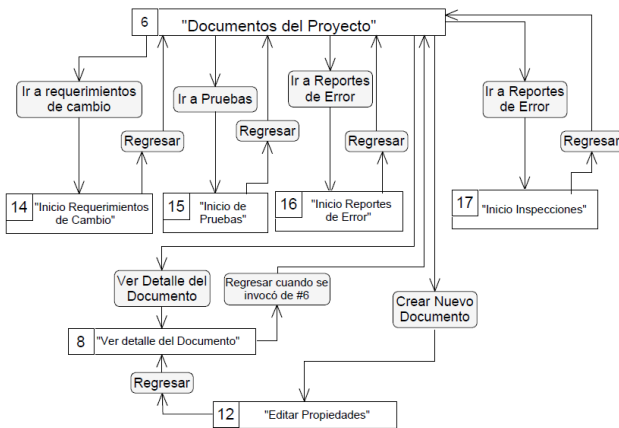 6
"Documentos del Proyecto"
Ir a requerimientos
de cambio
Regresar
Ir a Pruebas
Regresar
Ir a Reportes
de Error
Regresar
Ir a Reportes
de Error
Regresar
14
"Inicio Requerimientos
de Cambio"
15
"Inicio de
Pruebas"
16
"Inicio Reportes
de Error"
17
"Inicio Inspecciones"
Ver Detalle del
Documento
Regresar cuando se
invocó de #6
Crear Nuevo
Documento
8
"Ver detalle del Documento"
Regresar
12
"Editar Propiedades"